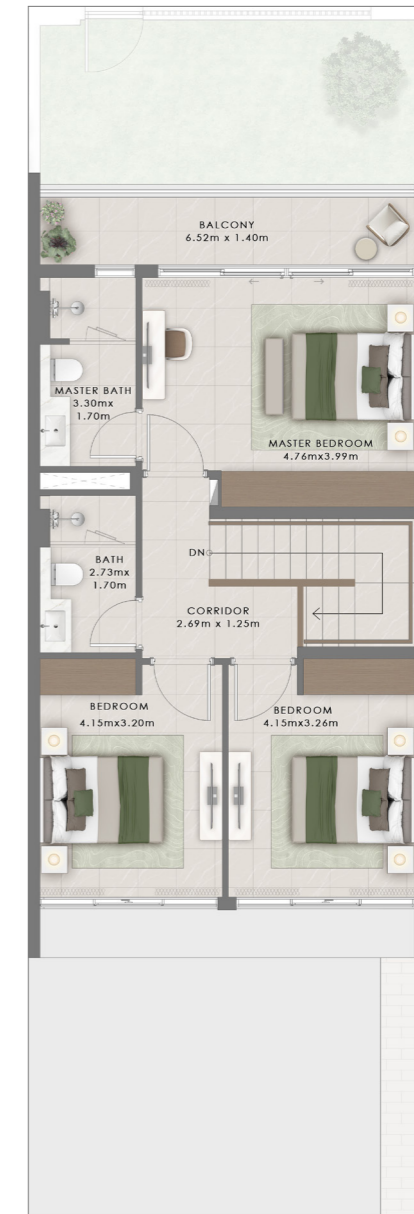 BALCONY
6.52m x 1.40m
MASTER BATH
3.30mx
1.70m
MASTER BEDROOM
4.76mx3.99m
DN
BATH
2.73mx
1.70m
CORRIDOR
2.69m x 1.25m
BEDROOM
4.15mx3.20m
BEDROOM
4.15mx3.26m